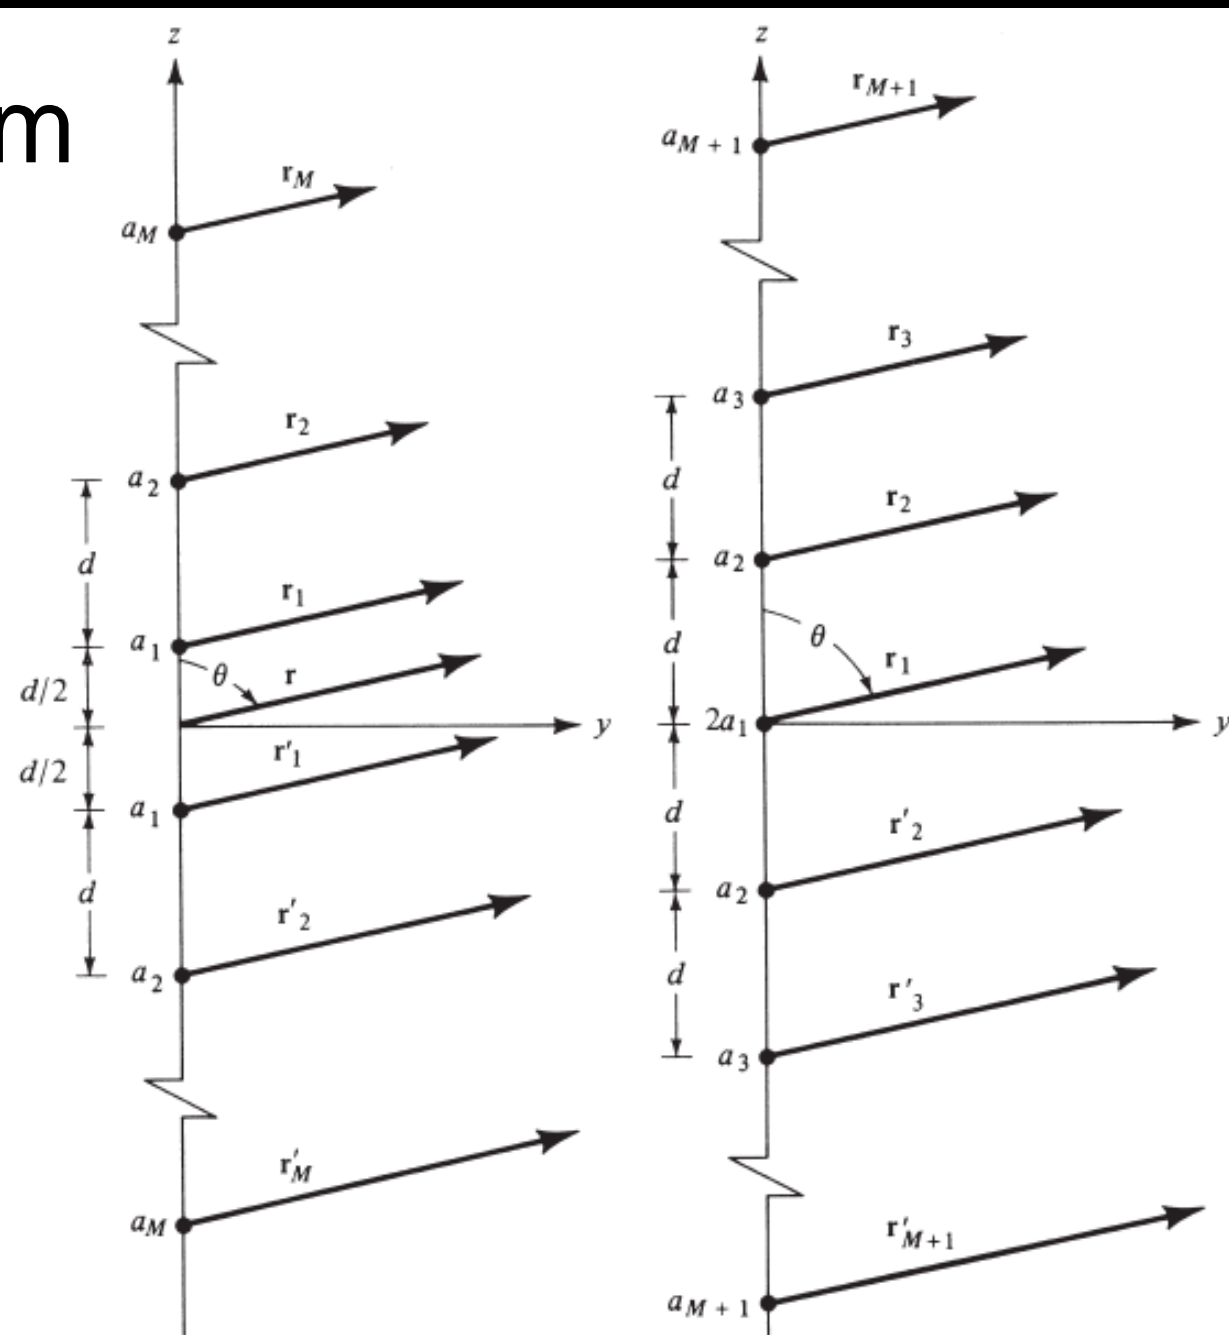 m
z
r_M
a_M
r_2
a_2
d
r_1
a_1
θ
r
d/2
y
r'_1
d/2
a_1
d
r'_2
a_2
r'_M
a_M
z
r_{M+1}
a_{M + 1}
r_3
a_3
d
r_2
a_2
θ
d
r_1
2a_1
y
d
r'_2
a_2
d
r'_3
a_3
r'_{M+1}
a_{M + 1}